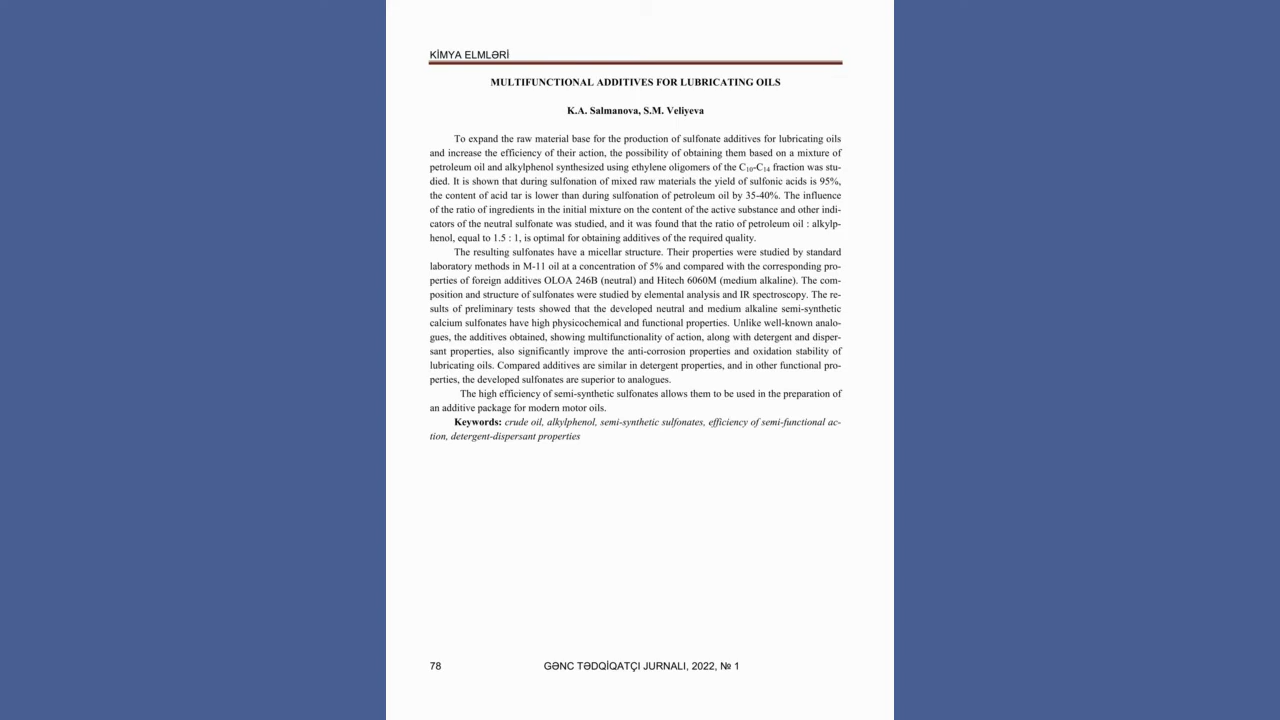 KİMYA ELMLƏRİ
MULTIFUNCTIONAL ADDITIVES FOR LUBRICATING OILS
K.A. Salmanova, S.M. Veliyeva
To expand the raw material base for the production of sulfonate additives for lubricating oils
and increase the efficiency of their action, the possibility of obtaining them based on a mixture of
petroleum oil and alkylphenol synthesized using ethylene oligomers of the C₁₀-C₁₄ fraction was stu-
died. It is shown that during sulfonation of mixed raw materials the yield of sulfonic acids is 95%,
the content of acid tar is lower than during sulfonation of petroleum oil by 35-40%. The influence
of the ratio of ingredients in the initial mixture on the content of the active substance and other indi-
cators of the neutral sulfonate was studied, and it was found that the ratio of petroleum oil : alkylp-
henol, equal to 1.5 : 1, is optimal for obtaining additives of the required quality.
The resulting sulfonates have a micellar structure. Their properties were studied by standard
laboratory methods in M-11 oil at a concentration of 5% and compared with the corresponding pro-
perties of foreign additives OLOA 246B (neutral) and Hitech 6060M (medium alkaline). The com-
position and structure of sulfonates were studied by elemental analysis and IR spectroscopy. The re-
sults of preliminary tests showed that the developed neutral and medium alkaline semi-synthetic
calcium sulfonates have high physicochemical and functional properties. Unlike well-known analo-
gues, the additives obtained, showing multifunctionality of action, along with detergent and disper-
sant properties, also significantly improve the anti-corrosion properties and oxidation stability of
lubricating oils. Compared additives are similar in detergent properties, and in other functional pro-
perties, the developed sulfonates are superior to analogues.
The high efficiency of semi-synthetic sulfonates allows them to be used in the preparation of
an additive package for modern motor oils.
Keywords: crude oil, alkylphenol, semi-synthetic sulfonates, efficiency of semi-functional ac-
tion, detergent-dispersant properties
78 GƏNC TƏDQİQATÇI JURNALI, 2022, № 1